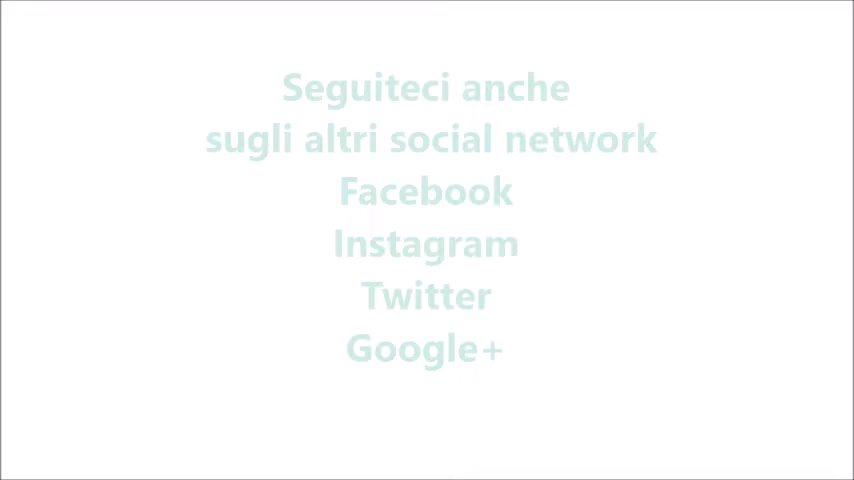 Seguiteci anche
sugli altri social network
Facebook
Instagram
Twitter
Google+